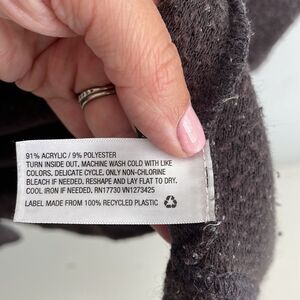 91% ACRYLIC / 9% POLYESTER
TURN INSIDE OUT. MACHINE WASH COLD WITH LIKE
COLORS. DELICATE CYCLE. ONLY NON-CHLORINE
BLEACH IF NEEDED. RESHAPE AND LAY FLAT TO DRY.
COOL IRON IF NEEDED. RN17730 VN1273425
LABEL MADE FROM 100% RECYCLED PLASTIC